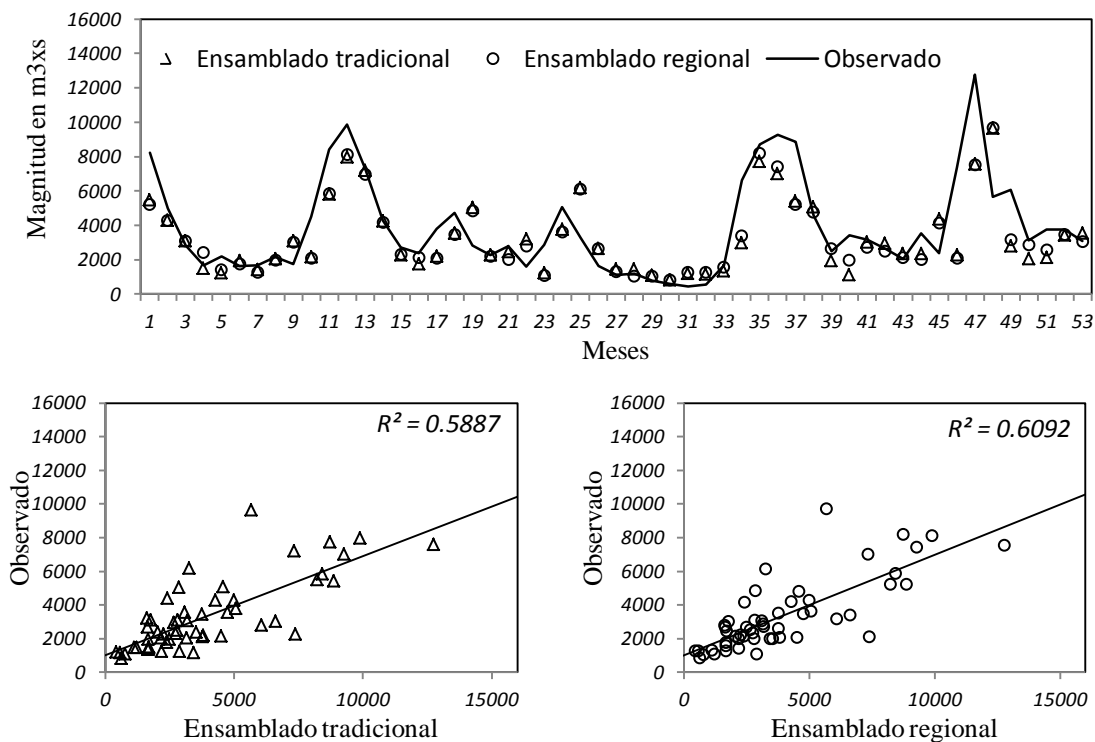 16000
14000
12000
10000
8000
6000
4000
2000
0
Magnitud en m3xs
Ensamblado tradicional Ensamblado regional Observado
1 3 5 7 9 11 13 15 17 19 21 23 25 27 29 31 33 35 37 39 41 43 45 47 49 51 53
Meses
16000
14000
12000
10000
8000
6000
4000
2000
0
Observado
R² = 0.5887
0 5000 10000 15000
Ensamblado tradicional
16000
14000
12000
10000
8000
6000
4000
2000
0
Observado
R² = 0.6092
0 5000 10000 15000
Ensamblado regional